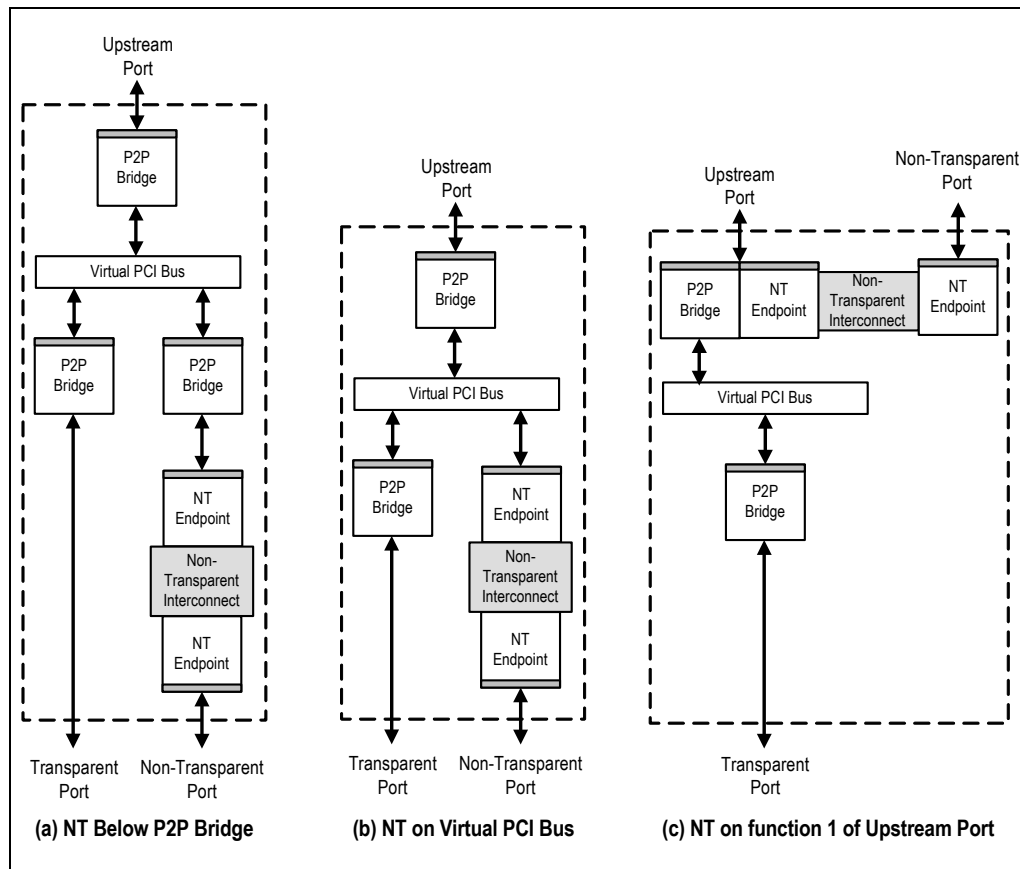 Upstream
Port
P2P
Bridge
Virtual PCI Bus
P2P
Bridge
P2P
Bridge
NT
Endpoint
Non-
Transparent
Interconnect
NT
Endpoint
Transparent
Port
Non-Transparent
Port
(a) NT Below P2P Bridge
Upstream
Port
P2P
Bridge
Virtual PCI Bus
P2P
Bridge
NT
Endpoint
Non-
Transparent
Interconnect
NT
Endpoint
Transparent
Port
Non-Transparent
Port
(b) NT on Virtual PCI Bus
Upstream
Port
Non-Transparent
Port
P2P
Bridge
NT
Endpoint
Non-
Transparent
Interconnect
NT
Endpoint
Virtual PCI Bus
P2P
Bridge
Transparent
Port
(c) NT on function 1 of Upstream Port